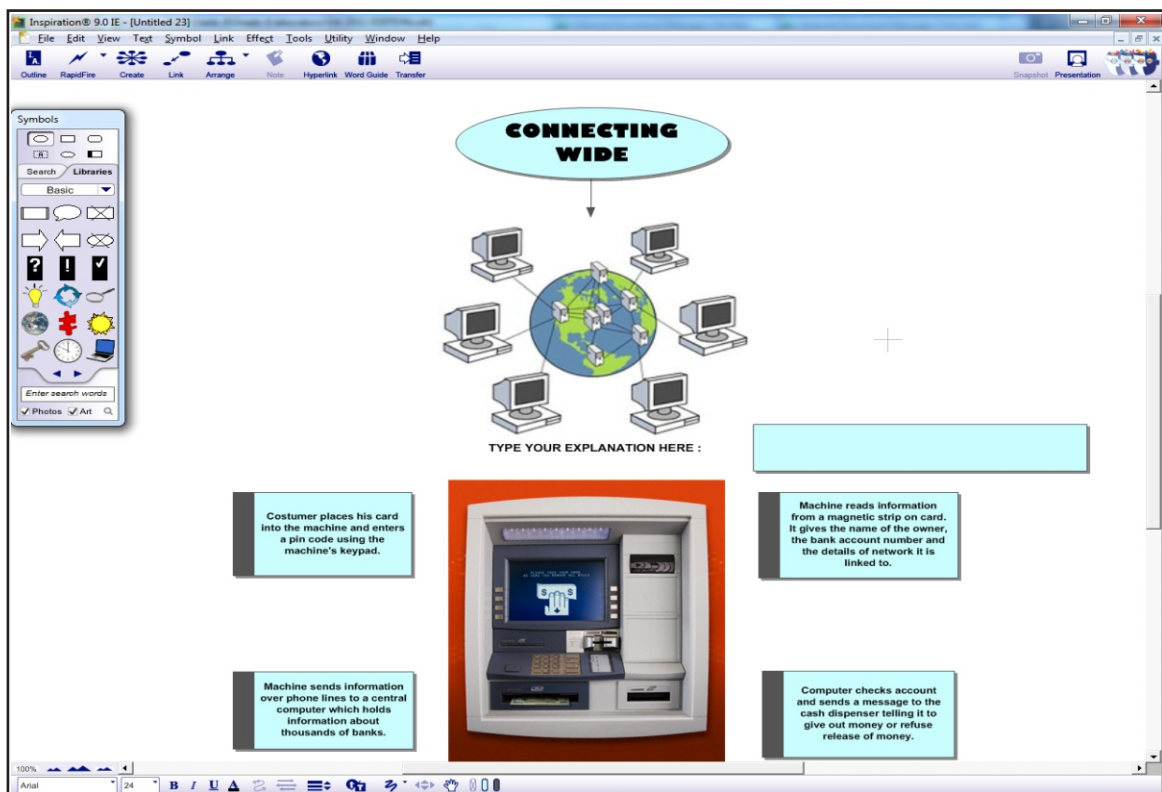 Inspiration® 9.0 IE - [Untitled 23]
File Edit View Text Symbol Link Effect Tools Utility Window Help
Outline RapidFire Create Link Arrange Note Hyperlink Word Guide Transfer Snapshot Presentation
Symbols
A
Search Libraries
Basic
? !
Enter search words
Photos Art
CONNECTING
WIDE
TYPE YOUR EXPLANATION HERE :
Costumer places his card
into the machine and enters
a pin code using the
machine's keypad.
Machine reads information
from a magnetic strip on card.
It gives the name of the owner,
the bank account number and
the details of network it is
linked to.
PLEASE TAKE YOUR CASH
$ $
Machine sends information
over phone lines to a central
computer which holds
information about
thousands of banks.
Computer checks account
and sends a message to the
cash dispenser telling it to
give out money or refuse
release of money.
100%
Arial 24 B I U A